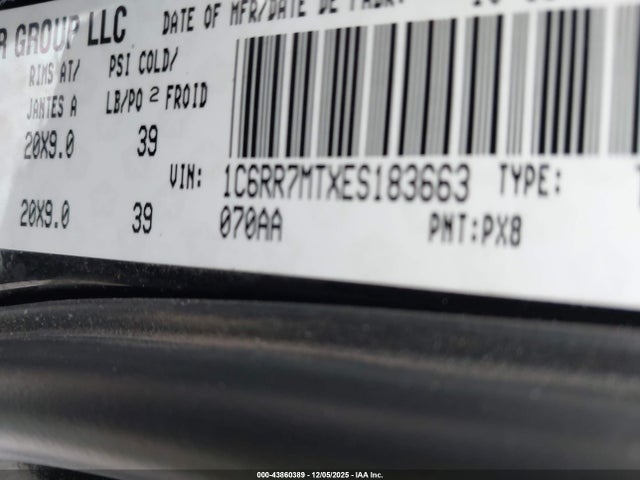 R GROUP LLC DATE OF MFR/DATE DE FABR.
RIMS AT/ PSI COLD/
JANTES A LB/PO 2 FROID
20X9.0 39
VIN: 1C6RR7MTXES183663 TYPE:
20X9.0 39 070AA PNT:PX8
000-43860389 - 12/05/2025 - IAA Inc.